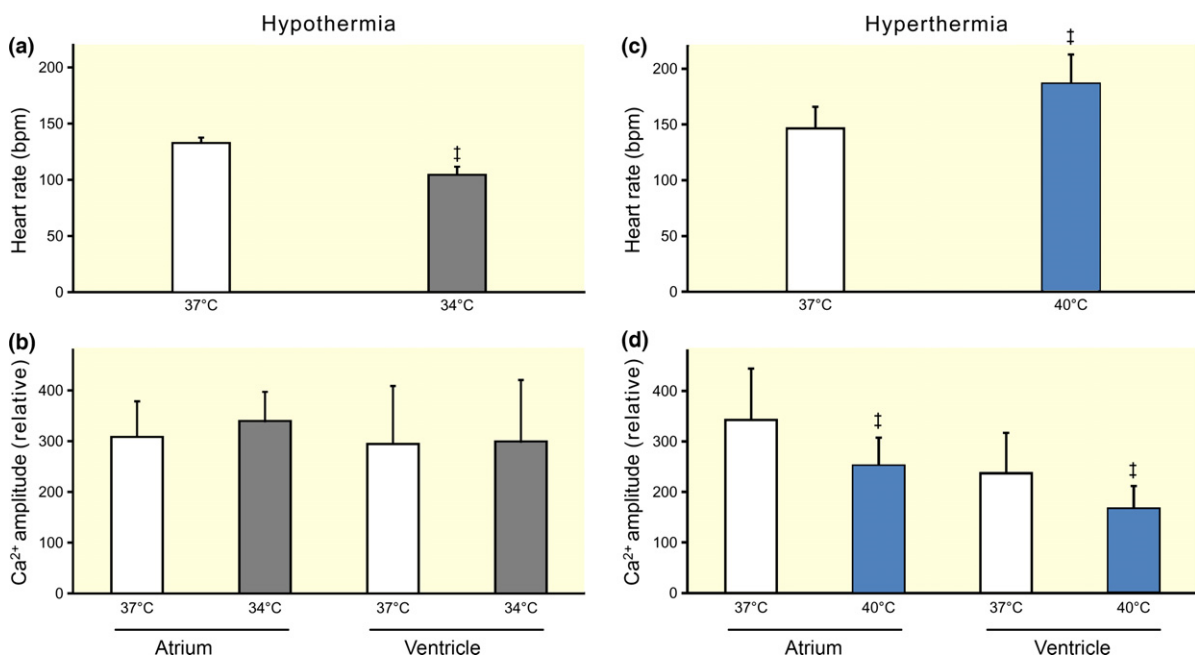 Hypothermia
(a)
Heart rate (bpm)
200
150
100
50
0
‡
37°C 34°C
(b)
Ca²⁺ amplitude (relative)
400
300
200
100
0
37°C 34°C 37°C 34°C
Atrium Ventricle
Hyperthermia
(c)
Heart rate (bpm)
200
150
100
50
0
‡
37°C 40°C
(d)
Ca²⁺ amplitude (relative)
400
300
200
100
0
‡ ‡
37°C 40°C 37°C 40°C
Atrium Ventricle